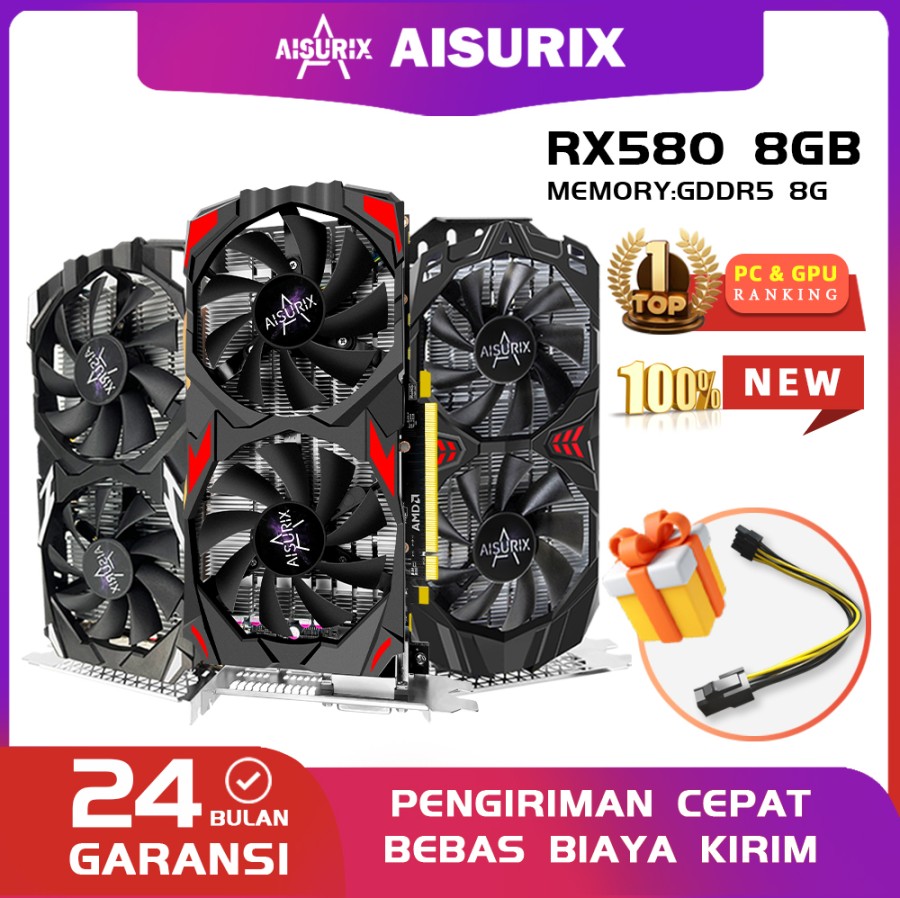 AISURIX AISURIX
RX580 8GB
MEMORY:GDDR5 8G
1
TOP
PC & GPU
RANKING
100% NEW
AISURIX
AISURIX
AISURIX
AISURIX
AISURIX
AISURIX
AMD
24 BULAN
GARANSI
PENGIRIMAN CEPAT
BEBAS BIAYA KIRIM